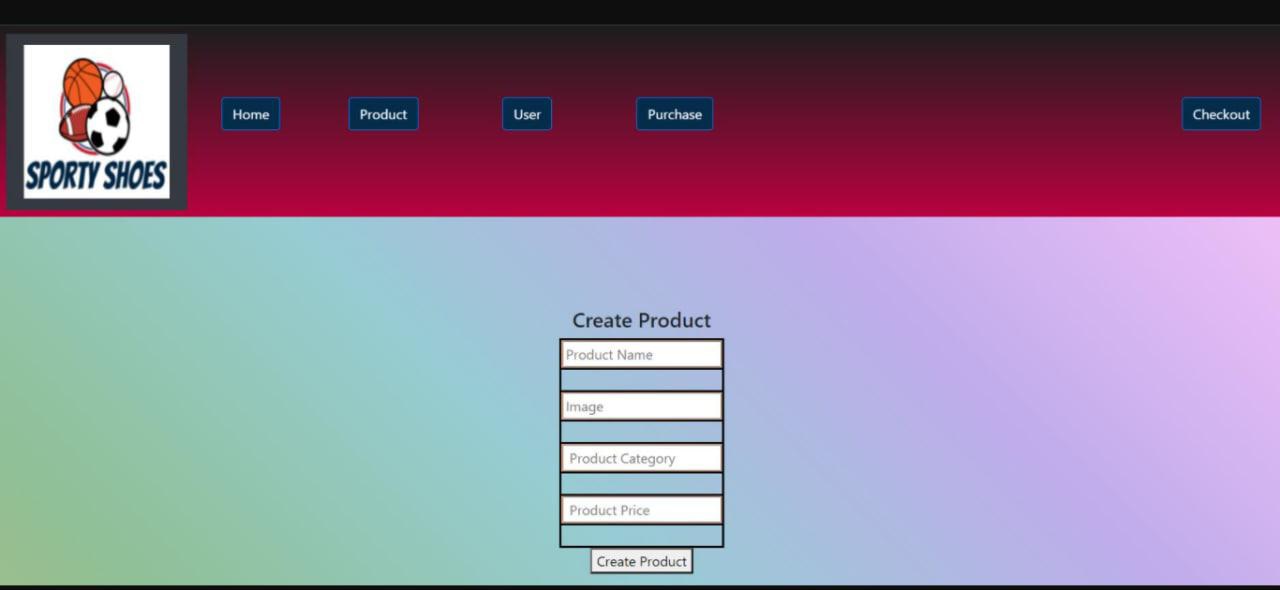 SPORTY SHOES
Home
Product
User
Purchase
Checkout
Create Product
Product Name
Image
Product Category
Product Price
Create Product